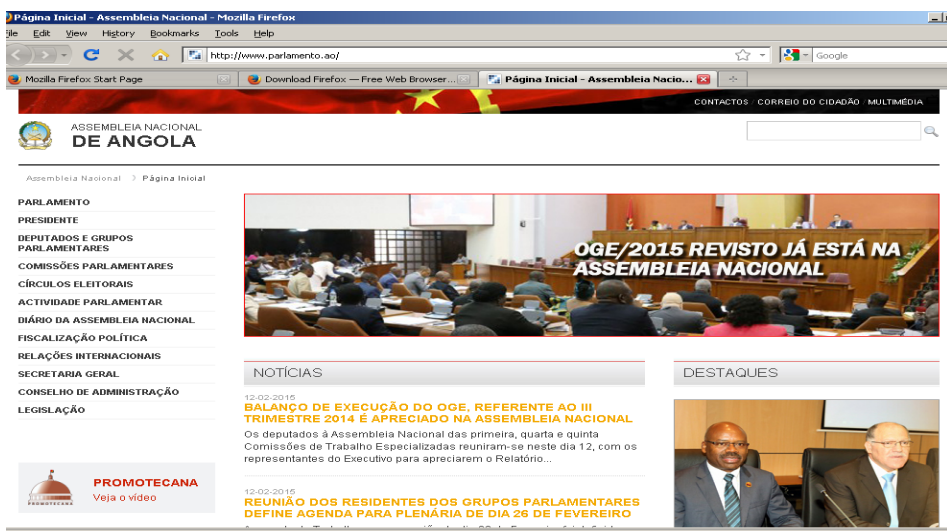 Página Inicial - Assembleia Nacional - Mozilla Firefox
File Edit View History Bookmarks Tools Help
http://www.parlamento.ao/
Google
Mozilla Firefox Start Page
Download Firefox — Free Web Browser...
Página Inicial - Assembleia Nacio...
CONTACTOS / CORREIO DO CIDADÃO / MULTIMÉDIA
ASSEMBLEIA NACIONAL
DE ANGOLA
Assembleia Nacional > Página Inicial
PARLAMENTO
PRESIDENTE
DEPUTADOS E GRUPOS
PARLAMENTARES
COMISSÕES PARLAMENTARES
CÍRCULOS ELEITORAIS
ACTIVIDADE PARLAMENTAR
DIÁRIO DA ASSEMBLEIA NACIONAL
FISCALIZAÇÃO POLÍTICA
RELAÇÕES INTERNACIONAIS
SECRETARIA GERAL
CONSELHO DE ADMINISTRAÇÃO
LEGISLAÇÃO
PROMOTECANA
PROMOTECANA
Veja o vídeo
OGE/2015 REVISTO JÁ ESTÁ NA
ASSEMBLEIA NACIONAL
NOTÍCIAS
12-02-2015
BALANÇO DE EXECUÇÃO DO OGE, REFERENTE AO III
TRIMESTRE 2014 É APRECIADO NA ASSEMBLEIA NACIONAL
Os deputados à Assembleia Nacional das primeira, quarta e quinta
Comissões de Trabalho Especializadas reuniram-se neste dia 12, com os
representantes do Executivo para apreciarem o Relatório...
12-02-2015
REUNIÃO DOS RESIDENTES DOS GRUPOS PARLAMENTARES
DEFINE AGENDA PARA PLENÁRIA DE DIA 26 DE FEVEREIRO
DESTAQUES